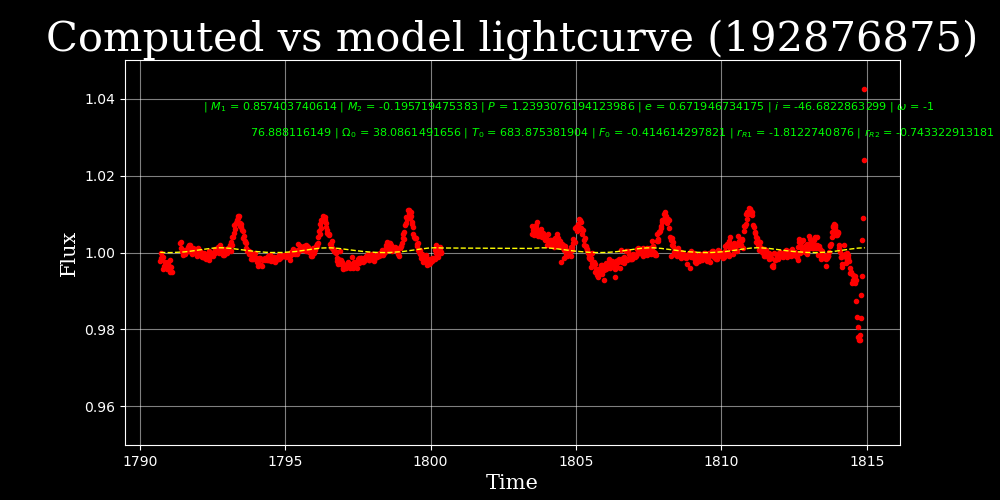 Computed vs model lightcurve (192876875)
| M₁ = 0.857403740614 | M₂ = -0.195719475383 | P = 1.2393076194123986 | e = 0.671946734175 | i = -46.6822863299 | ω = -1
76.888116149 | Ω₀ = 38.0861491656 | T₀ = 683.875381904 | F₀ = -0.414614297821 | r_R1 = -1.8122740876 | r_R2 = -0.743322913181
1.04
1.02
1.00
0.98
0.96
Flux
1790 1795 1800 1805 1810 1815
Time